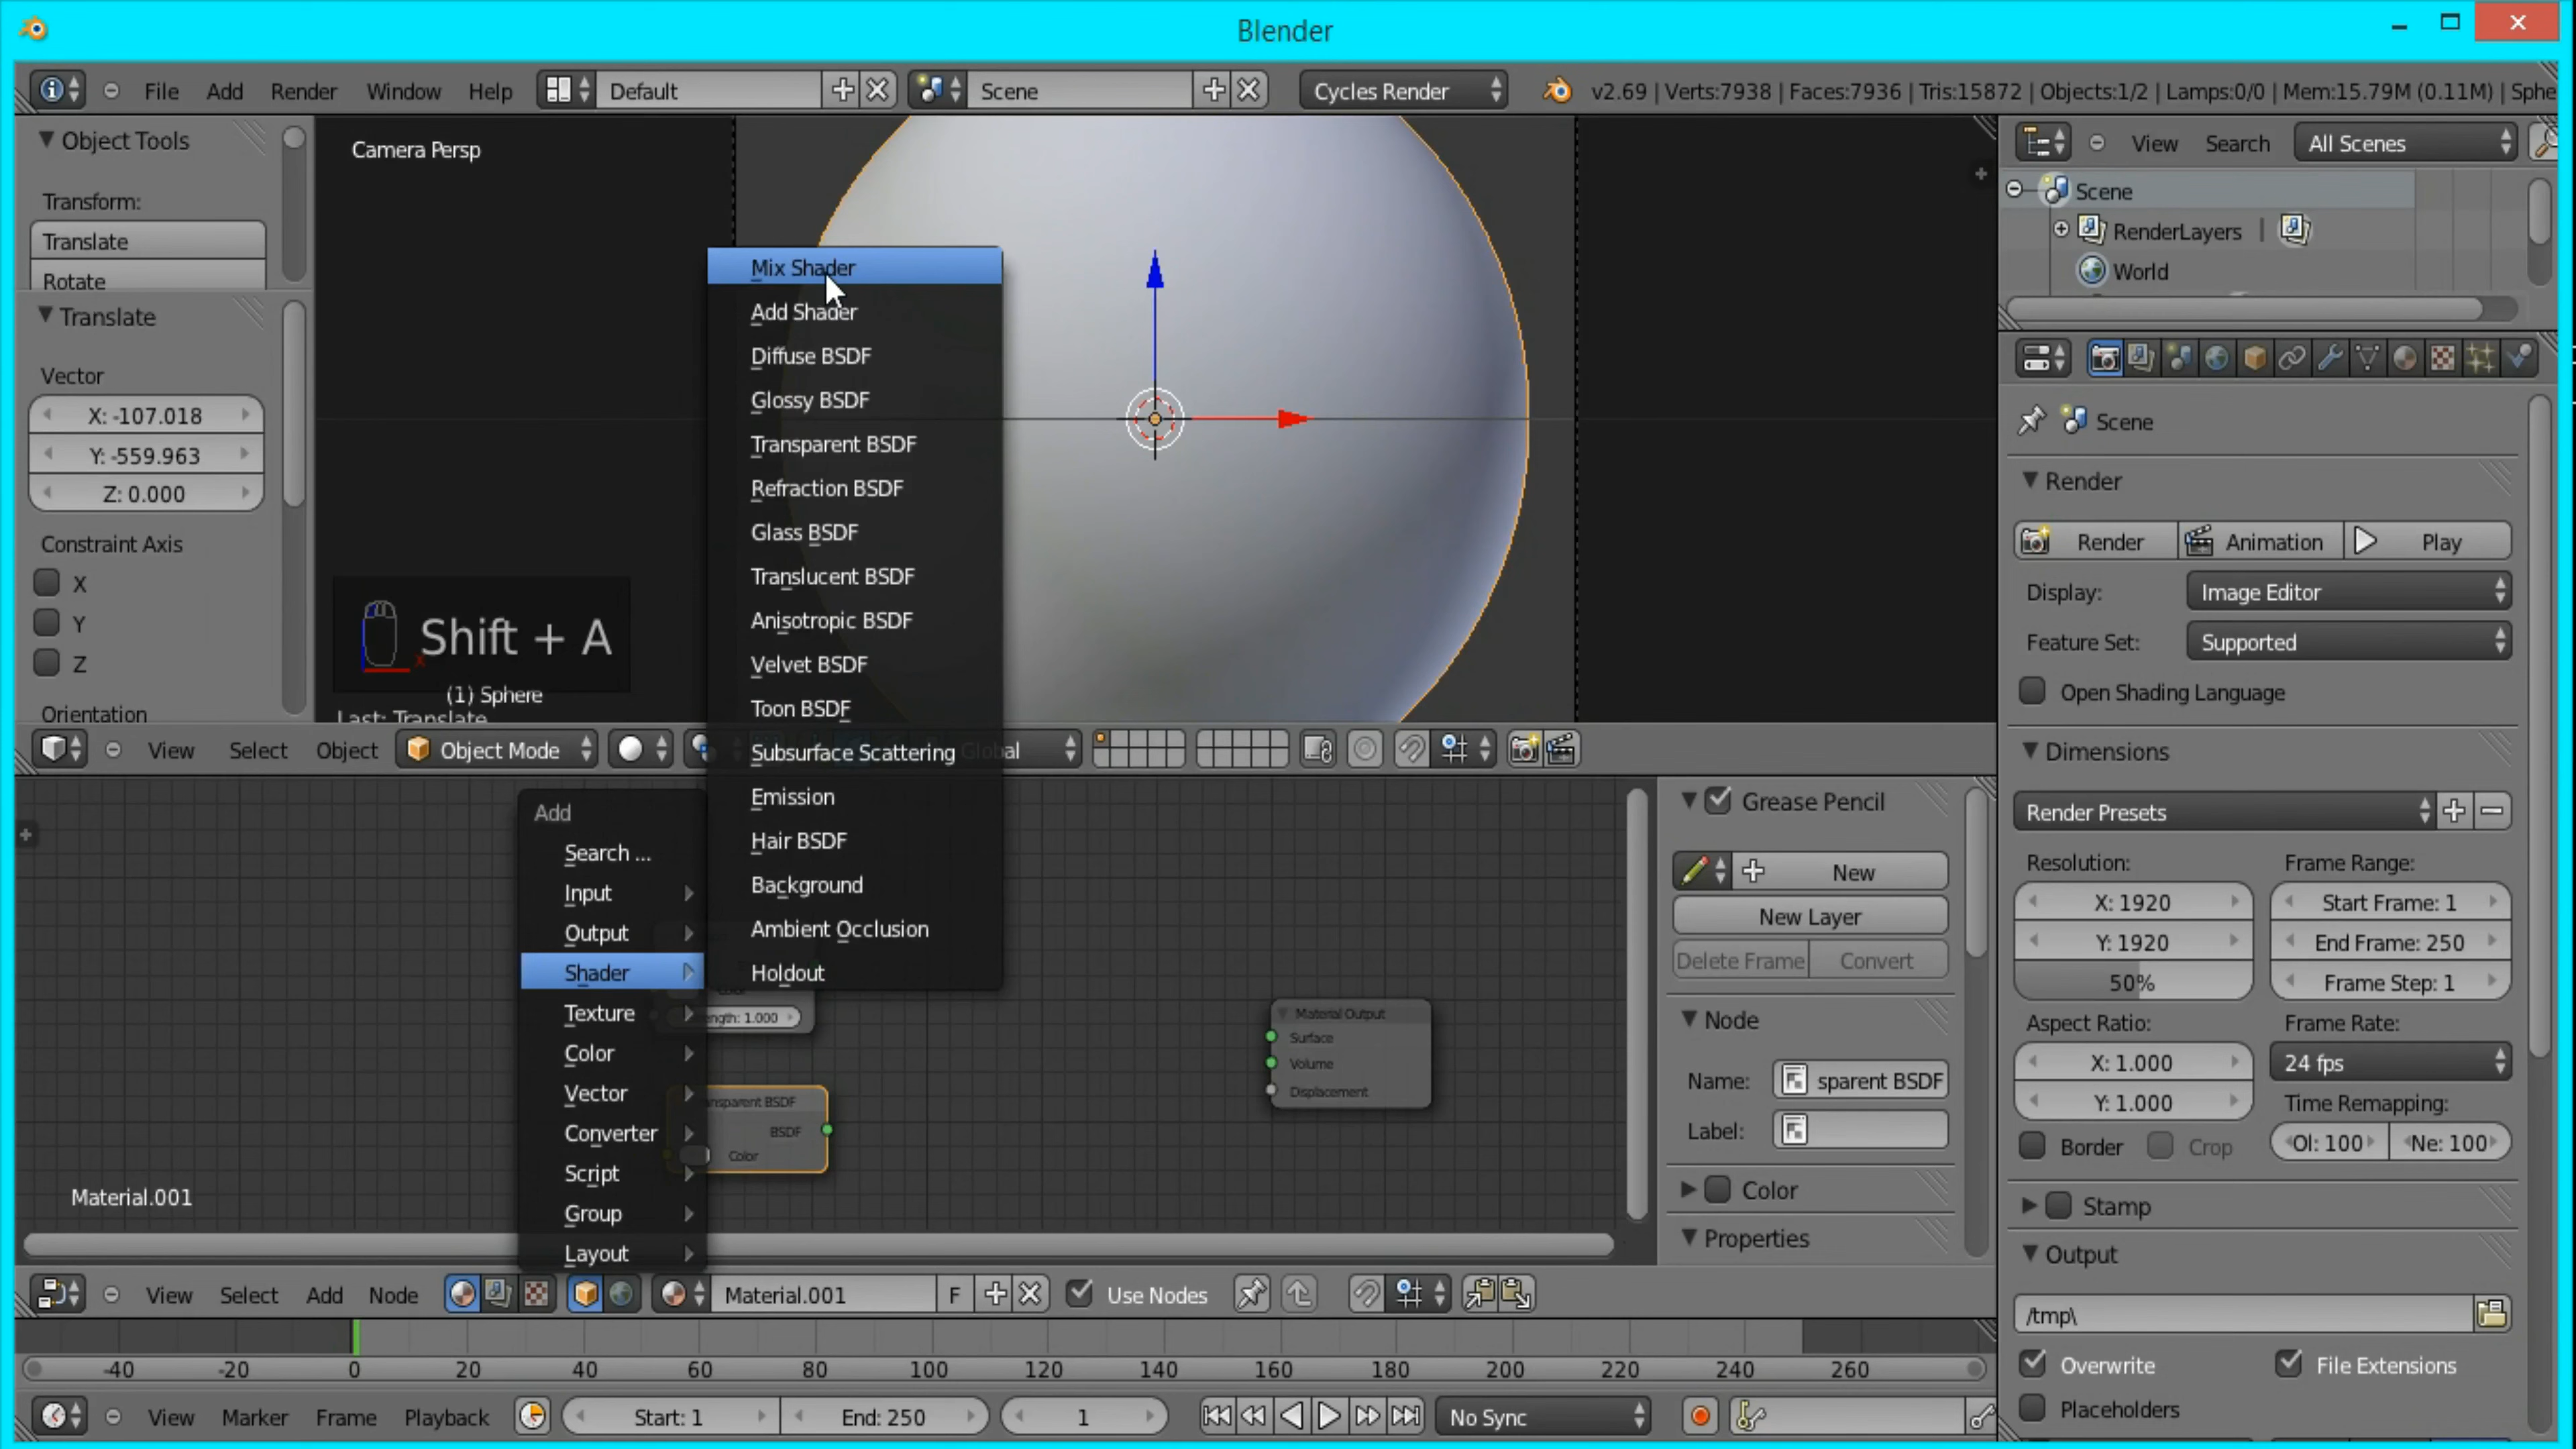 Blender
File Add Render Window Help Default Scene Cycles Render v2.69 | Verts:7938 | Faces:7936 | Tris:15872 | Objects:1/2 | Lamps:0/0 | Mem:15.79M (0.11M) | Sphe
Object Tools
Transform:
Translate
Rotate
Translate
Vector
X: -107.018
Y: -559.963
Z: 0.000
Constraint Axis
X
Y
Z
Orientation
Camera Persp
Shift + A
(1) Sphere
Last: Translate
Mix Shader
Add Shader
Diffuse BSDF
Glossy BSDF
Transparent BSDF
Refraction BSDF
Glass BSDF
Translucent BSDF
Anisotropic BSDF
Velvet BSDF
Toon BSDF
Subsurface Scattering
Emission
Hair BSDF
Background
Ambient Occlusion
Holdout
View Select Object Object Mode
Add
Search ...
Input
Output
Shader
Texture
Color
Vector
Converter
Script
Group
Layout
ength: 1.000
nsparent BSDF
BSDF
Color
Material Output
Surface
Volume
Displacement
Material.001
Grease Pencil
New
New Layer
Delete Frame Convert
Node
Name: sparent BSDF
Label:
Color
Properties
View Select Add Node Material.001 F Use Nodes
-40 -20 0 20 40 60 80 100 120 140 160 180 200 220 240 260
View Marker Frame Playback Start: 1 End: 250 1 No Sync
View Search All Scenes
Scene
RenderLayers |
World
Scene
Render
Render Animation Play
Display: Image Editor
Feature Set: Supported
Open Shading Language
Dimensions
Render Presets
Resolution: Frame Range:
X: 1920 Start Frame: 1
Y: 1920 End Frame: 250
50% Frame Step: 1
Aspect Ratio: Frame Rate:
X: 1.000 24 fps
Y: 1.000 Time Remapping:
Border Crop Ol: 100 Ne: 100
Stamp
Output
/tmp\
Overwrite File Extensions
Placeholders